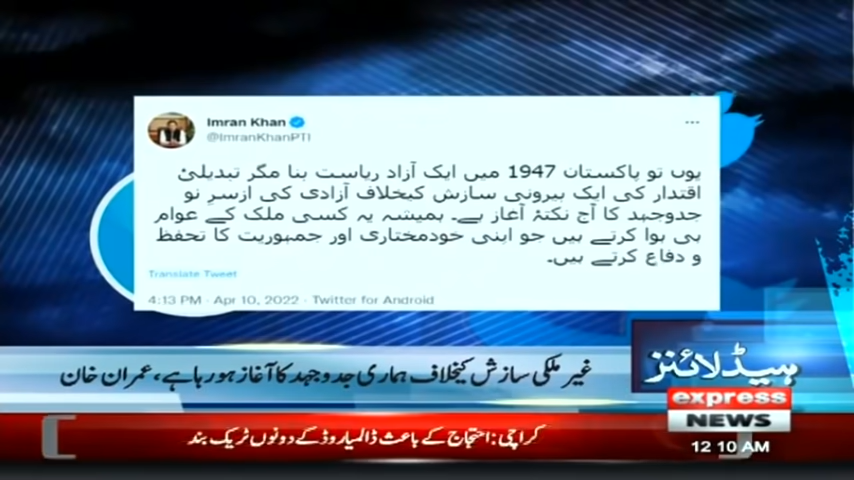 Imran Khan
@ImranKhanPTI
یوں تو پاکستان 1947 میں ایک آزاد ریاست بنا مگر تبدیلیٔ
اقتدار کی ایک بیرونی سازش کیخلاف آزادی کی ازسرِ نو
جدوجہد کا آج نکتۂ آغاز ہے۔ ہمیشہ یہ کسی ملک کے عوام
ہی ہوا کرتے ہیں جو اپنی خودمختاری اور جمہوریت کا تحفظ
و دفاع کرتے ہیں۔
Translate Tweet
4:13 PM · Apr 10, 2022 · Twitter for Android
ہیڈلائنز
غیر ملکی سازش کیخلاف ہماری جدوجہد کا آغاز ہو رہا ہے، عمران خان
express
NEWS
کراچی: احتجاج کے باعث ڈالمیا روڈ کے دونوں ٹریک بند
12 10 AM